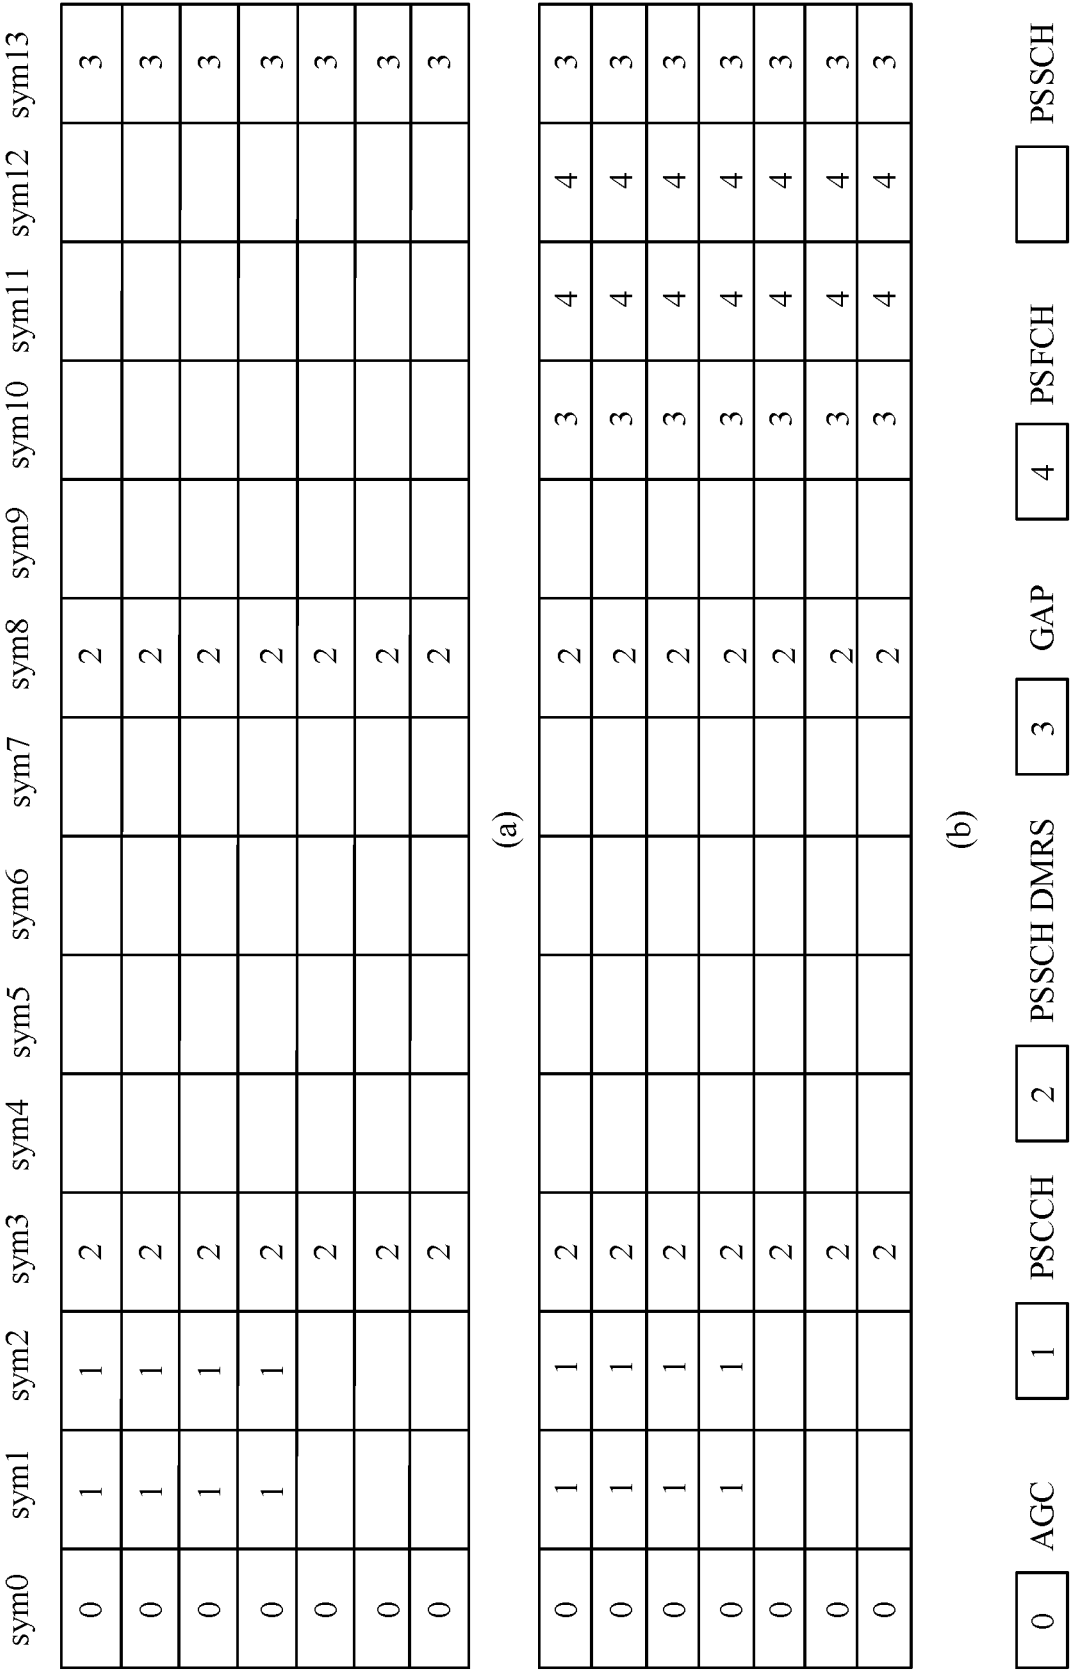 sym0 sym1 sym2 sym3 sym4 sym5 sym6 sym7 sym8 sym9 sym10 sym11 sym12 sym13
0 1 1 2 2 3
0 1 1 2 2 3
0 1 1 2 2 3
0 1 1 2 2 3
0 2 2 3
0 2 2 3
0 2 2 3
(a)
0 1 1 2 2 3 4 4 3
0 1 1 2 2 3 4 4 3
0 1 1 2 2 3 4 4 3
0 1 1 2 2 3 4 4 3
0 2 2 3 4 4 3
0 2 2 3 4 4 3
0 2 2 3 4 4 3
(b)
0 AGC 1 PSCCH 2 PSSCH DMRS 3 GAP 4 PSFCH PSSCH